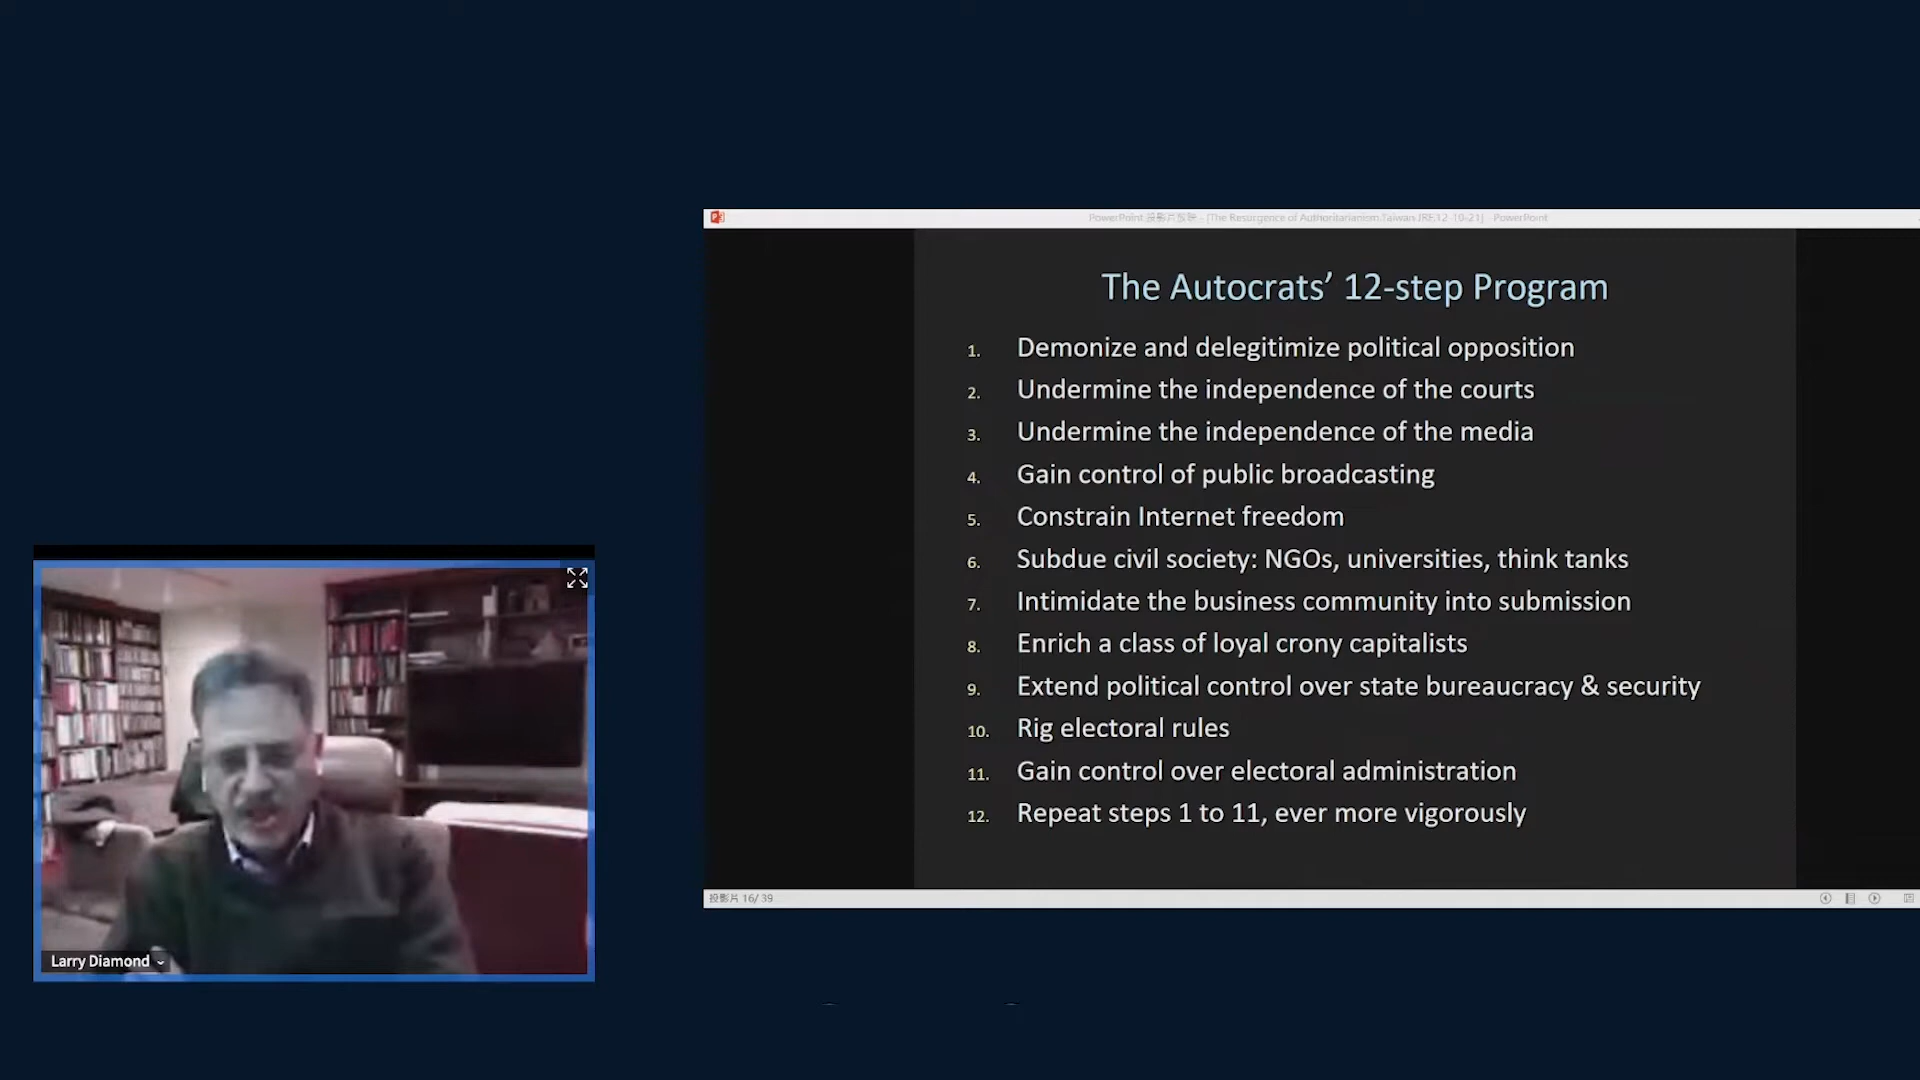 PowerPoint 投影片放映 - [The Resurgence of Authoritarianism.Taiwan.JRF.12-10-21] - PowerPoint
The Autocrats’ 12-step Program
1. Demonize and delegitimize political opposition
2. Undermine the independence of the courts
3. Undermine the independence of the media
4. Gain control of public broadcasting
5. Constrain Internet freedom
6. Subdue civil society: NGOs, universities, think tanks
7. Intimidate the business community into submission
8. Enrich a class of loyal crony capitalists
9. Extend political control over state bureaucracy & security
10. Rig electoral rules
11. Gain control over electoral administration
12. Repeat steps 1 to 11, ever more vigorously
投影片 16/ 39
Larry Diamond